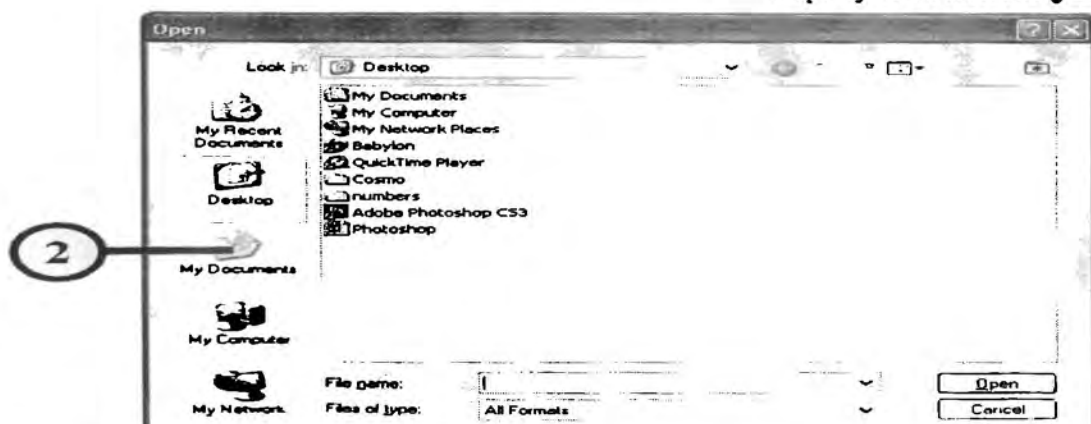 Open
Look in: Desktop
My Recent
Documents
Desktop
My Documents
My Computer
My Network
My Documents
My Computer
My Network Places
Babylon
QuickTime Player
Cosmo
numbers
Adobe Photoshop CS3
Photoshop
2
File name:
Open
Files of type: All Formats
Cancel